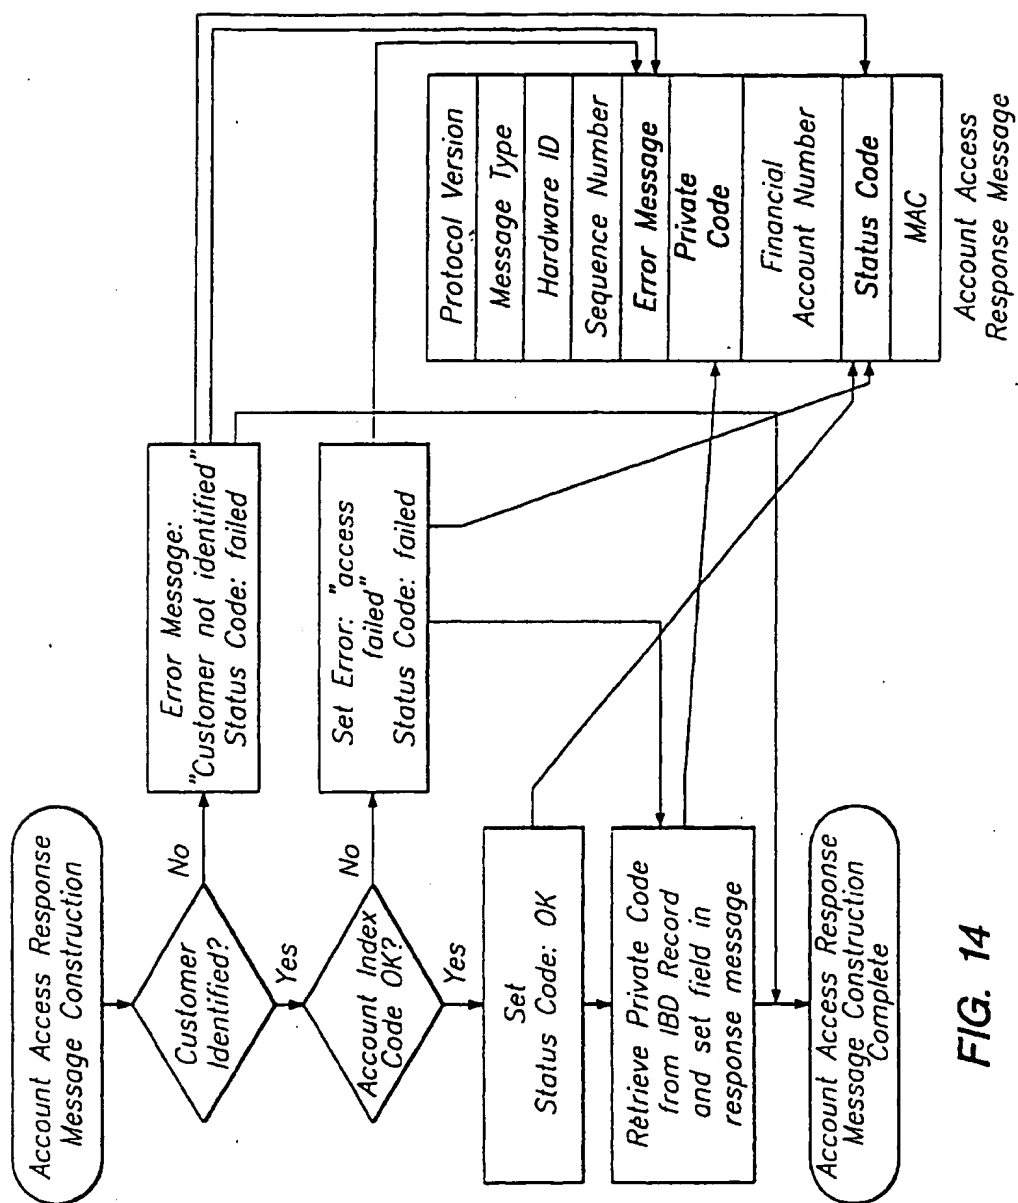 Account Access Response
Message Construction
Customer
Identified?
No
Yes
Error Message:
"Customer not identified"
Status Code: failed
Account Index
Code OK?
No
Yes
Set Error: "access
failed"
Status Code: failed
Set
Status Code: OK
Retrieve Private Code
from IBD Record
and set field in
response message
Account Access Response
Message Construction
Complete
Protocol Version
Message Type
Hardware ID
Sequence Number
Error Message
Private
Code
Financial
Account Number
Status Code
MAC
Account Access
Response Message
FIG. 14